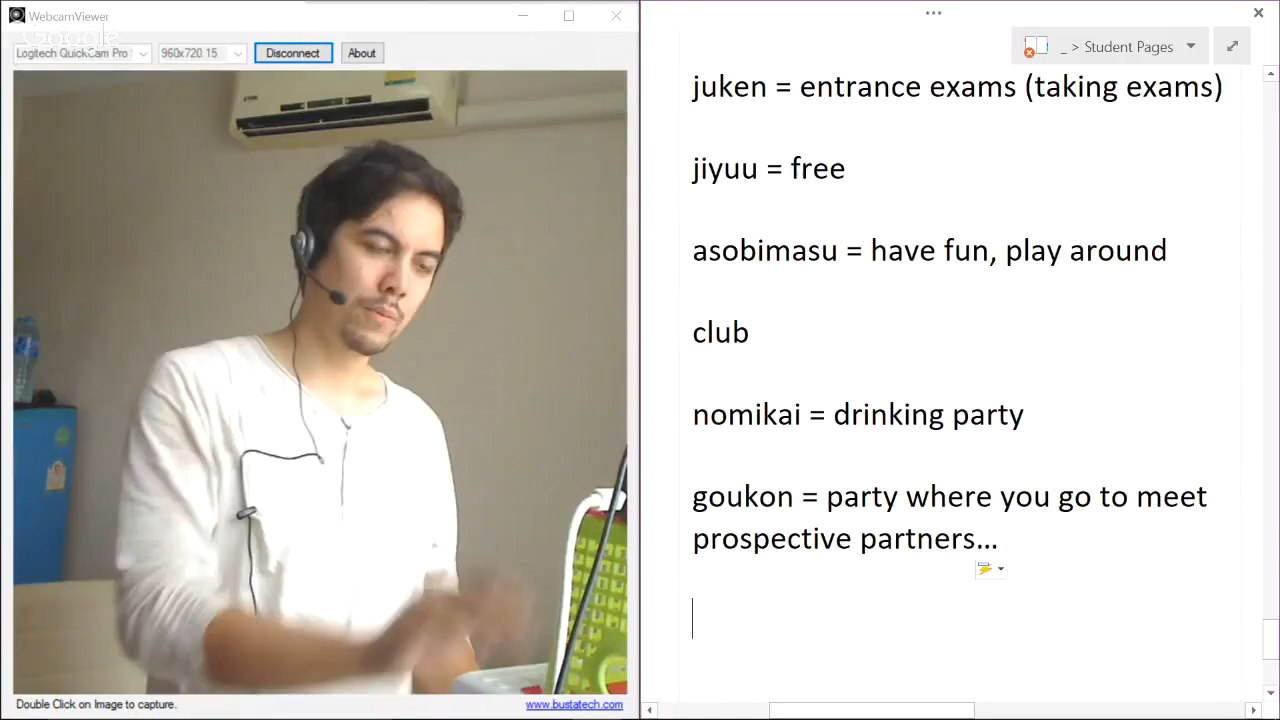 WebcamViewer
Google
Logitech QuickCam Pro
960x720 15
Disconnect
About
Double Click on Image to capture.
www.bustatech.com
_ > Student Pages
juken = entrance exams (taking exams)
jiyuu = free
asobimasu = have fun, play around
club
nomikai = drinking party
goukon = party where you go to meet
prospective partners...